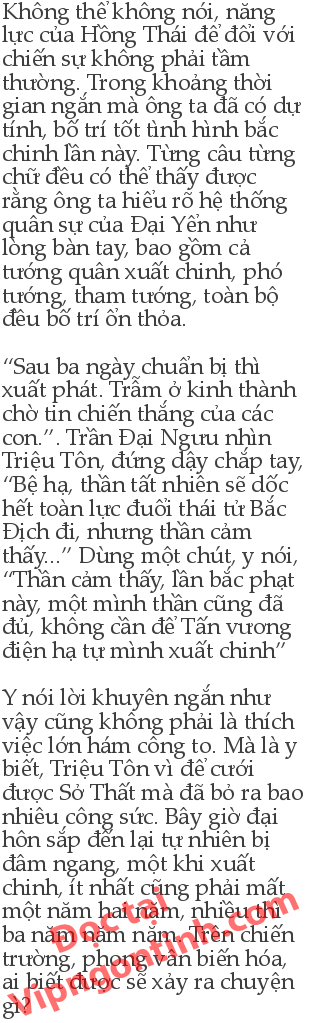 Không thể không nói, năng
lực của Hồng Thái đế đối với
chiến sự không phải tầm
thường. Trong khoảng thời
gian ngắn mà ông ta đã có dự
tính, bố trí tốt tình hình bắc
chinh lần này. Từng câu từng
chữ đều có thể thấy được
rằng ông ta hiểu rõ hệ thống
quân sự của Đại Yển như
lòng bàn tay, bao gồm cả
tướng quân xuất chinh, phó
tướng, tham tướng, toàn bộ
đều bố trí ổn thỏa.
“Sau ba ngày chuẩn bị thì
xuất phát. Trẫm ở kinh thành
chờ tin chiến thắng của các
con.”. Trần Đại Ngưu nhìn
Triệu Tôn, đứng dậy chắp tay,
“Bệ hạ, thần tất nhiên sẽ dốc
hết toàn lực đuổi thái tử Bắc
Địch đi, nhưng thần cảm
thấy...” Dùng một chút, y nói,
“Thần cảm thấy, lần bắc phạt
này, một mình thần cũng đã
đủ, không cần để Tấn vương
điện hạ tự mình xuất chinh”
Y nói lời khuyên ngắn như
vậy cũng không phải là thích
việc lớn hám công to. Mà là y
biết, Triệu Tôn vì để cưới
được Sở Thất mà đã bỏ ra bao
nhiêu công sức. Bây giờ đại
hôn sắp đến lại tự nhiên bị
đâm ngang, một khi xuất
chinh, ít nhất cũng phải mất
một năm hai năm, nhiều thì
ba năm năm năm. Trên chiến
trường, phong vân biến hóa,
ai biết được sẽ xảy ra chuyện
gì?
Đọc tại
Vipngontinh.com